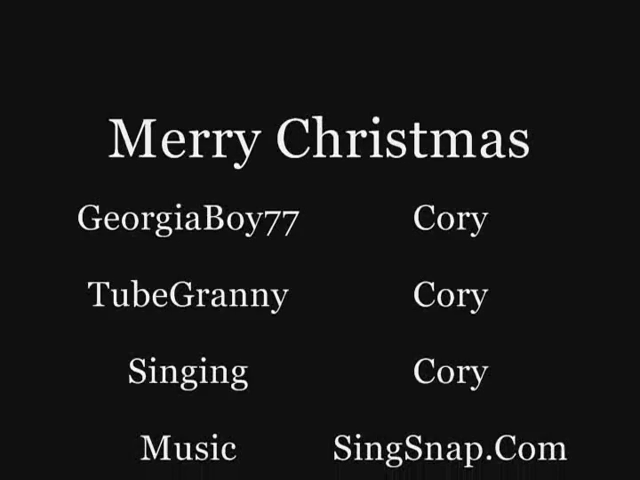 Merry Christmas
GeorgiaBoy77 Cory
TubeGranny Cory
Singing Cory
Music SingSnap.Com